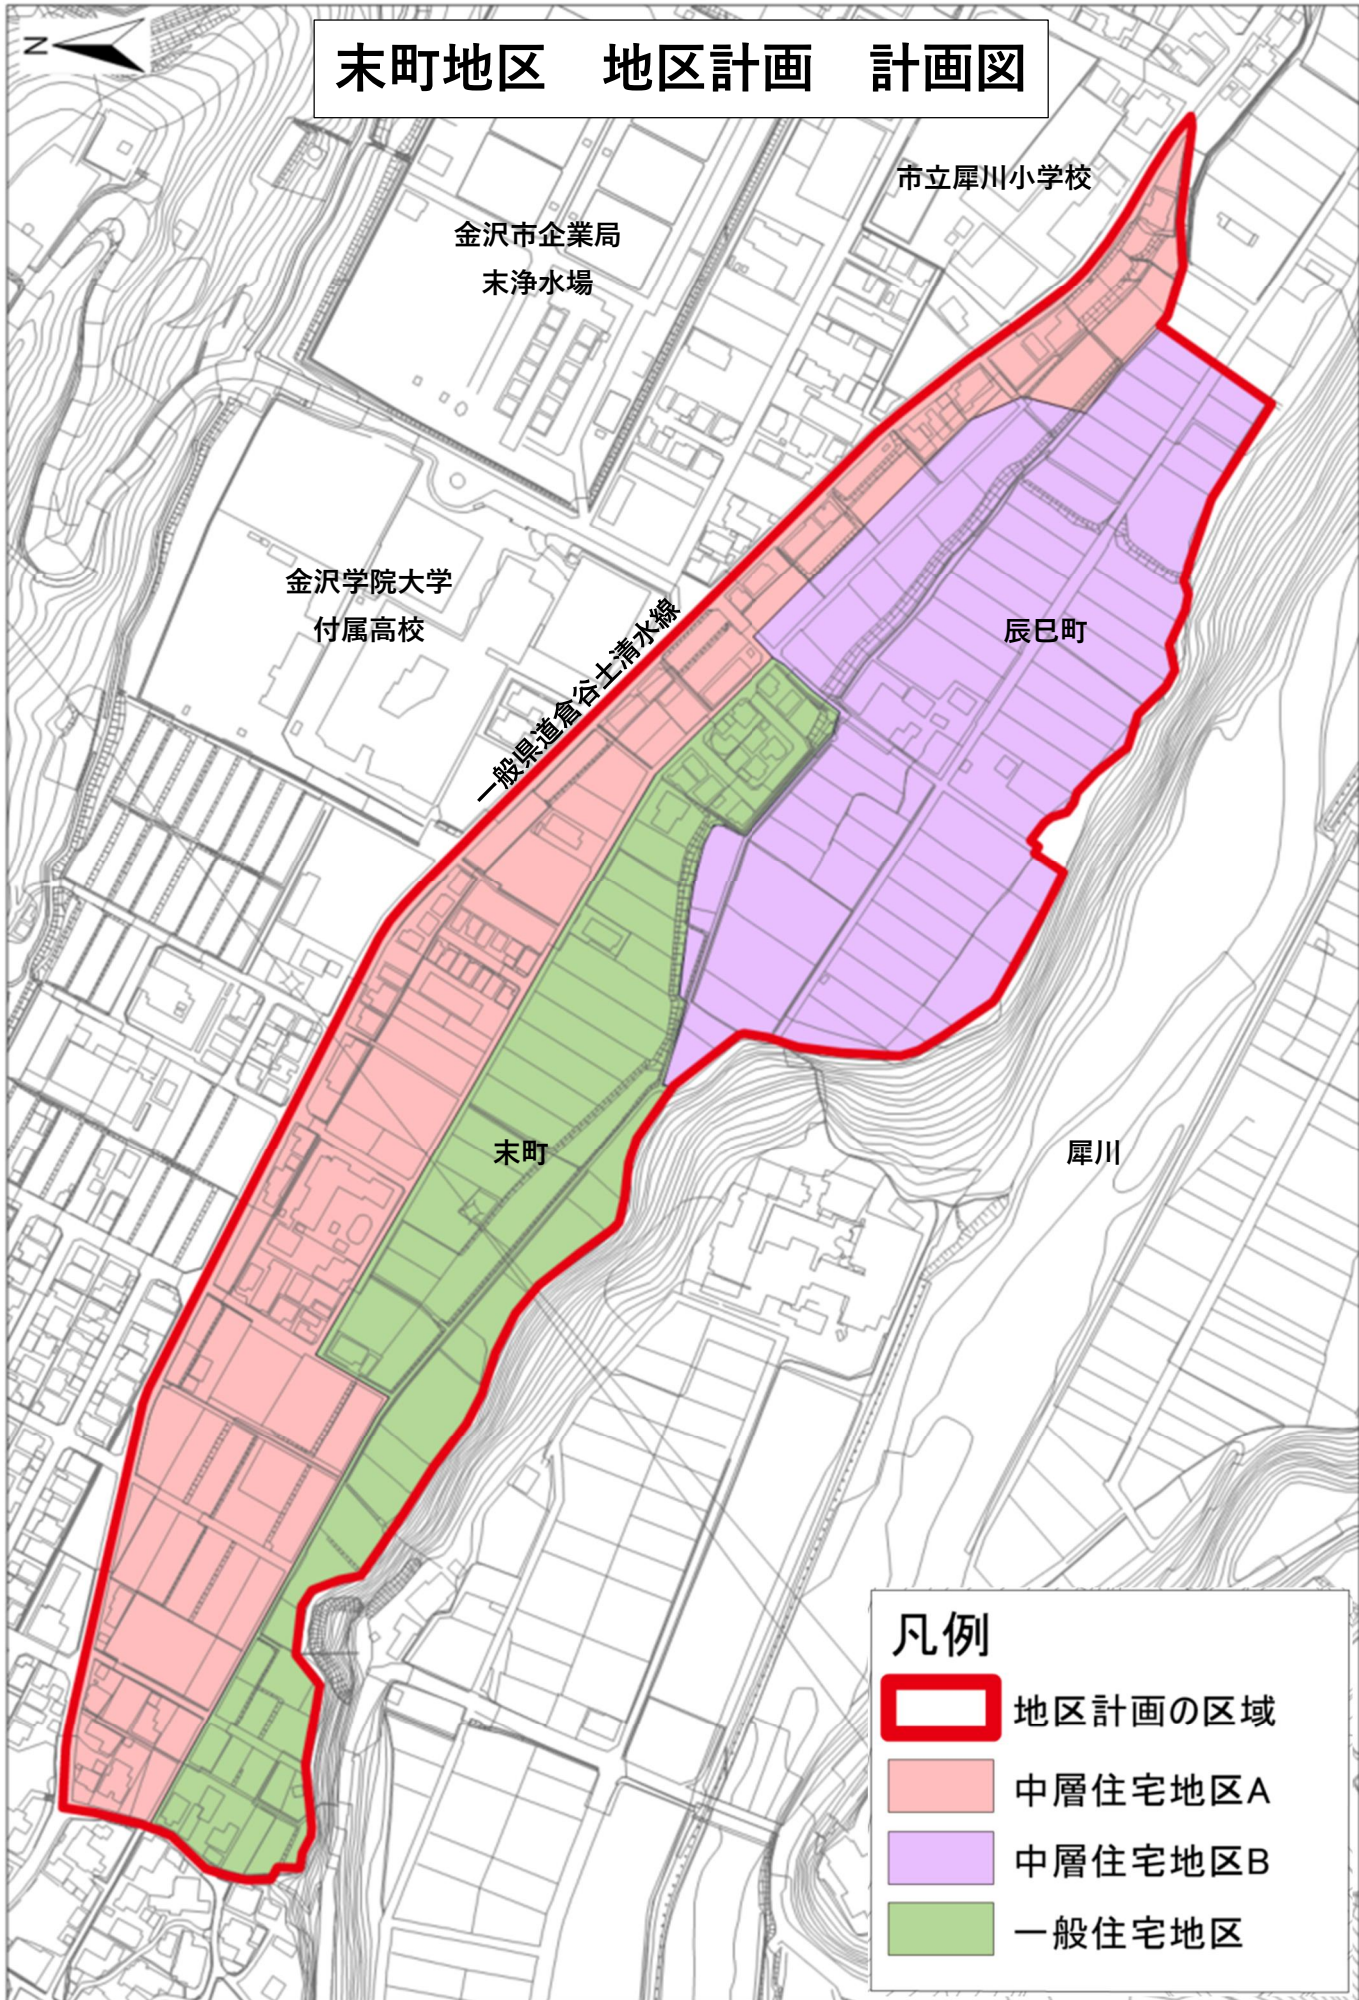 N
末町地区 地区計画 計画図
市立犀川小学校
金沢市企業局
末浄水場
金沢学院大学
付属高校
一般県道倉谷土清水線
辰巳町
末町
犀川
凡例
地区計画の区域
中層住宅地区A
中層住宅地区B
一般住宅地区